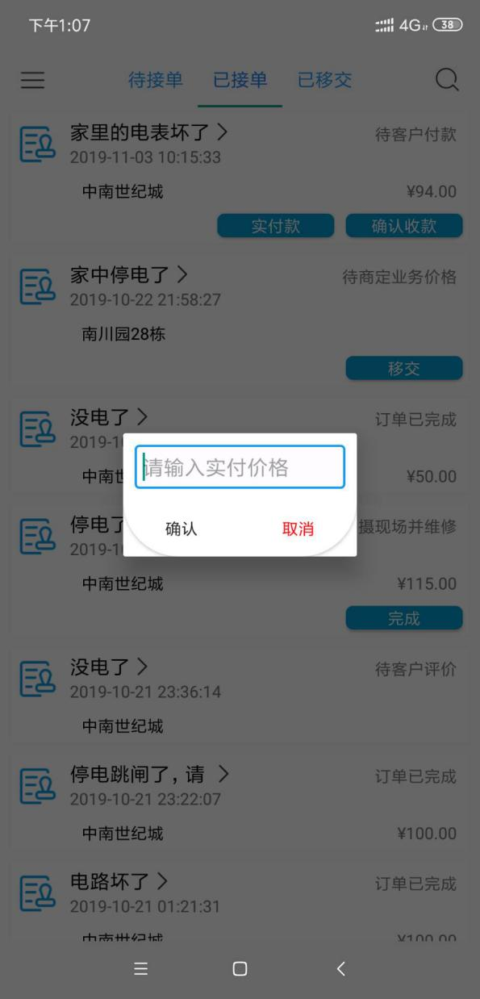 下午1:07
4G
38
待接单 已接单 已移交
家里的电表坏了
待客户付款
2019-11-03 10:15:33
中南世纪城
¥94.00
实付款
确认收款
家中停电了
待商定业务价格
2019-10-22 21:58:27
南川园28栋
移交
没电了
订单已完成
2019-1
中南世
¥50.00
请输入实付价格
确认
取消
停电了
摄现场并维修
2019-1
中南世纪城
¥115.00
完成
没电了
待客户评价
2019-10-21 23:36:14
中南世纪城
停电跳闸了，请
订单已完成
2019-10-21 23:22:07
中南世纪城
¥100.00
电路坏了
订单已完成
2019-10-21 01:21:31
中南世纪城
¥100.00